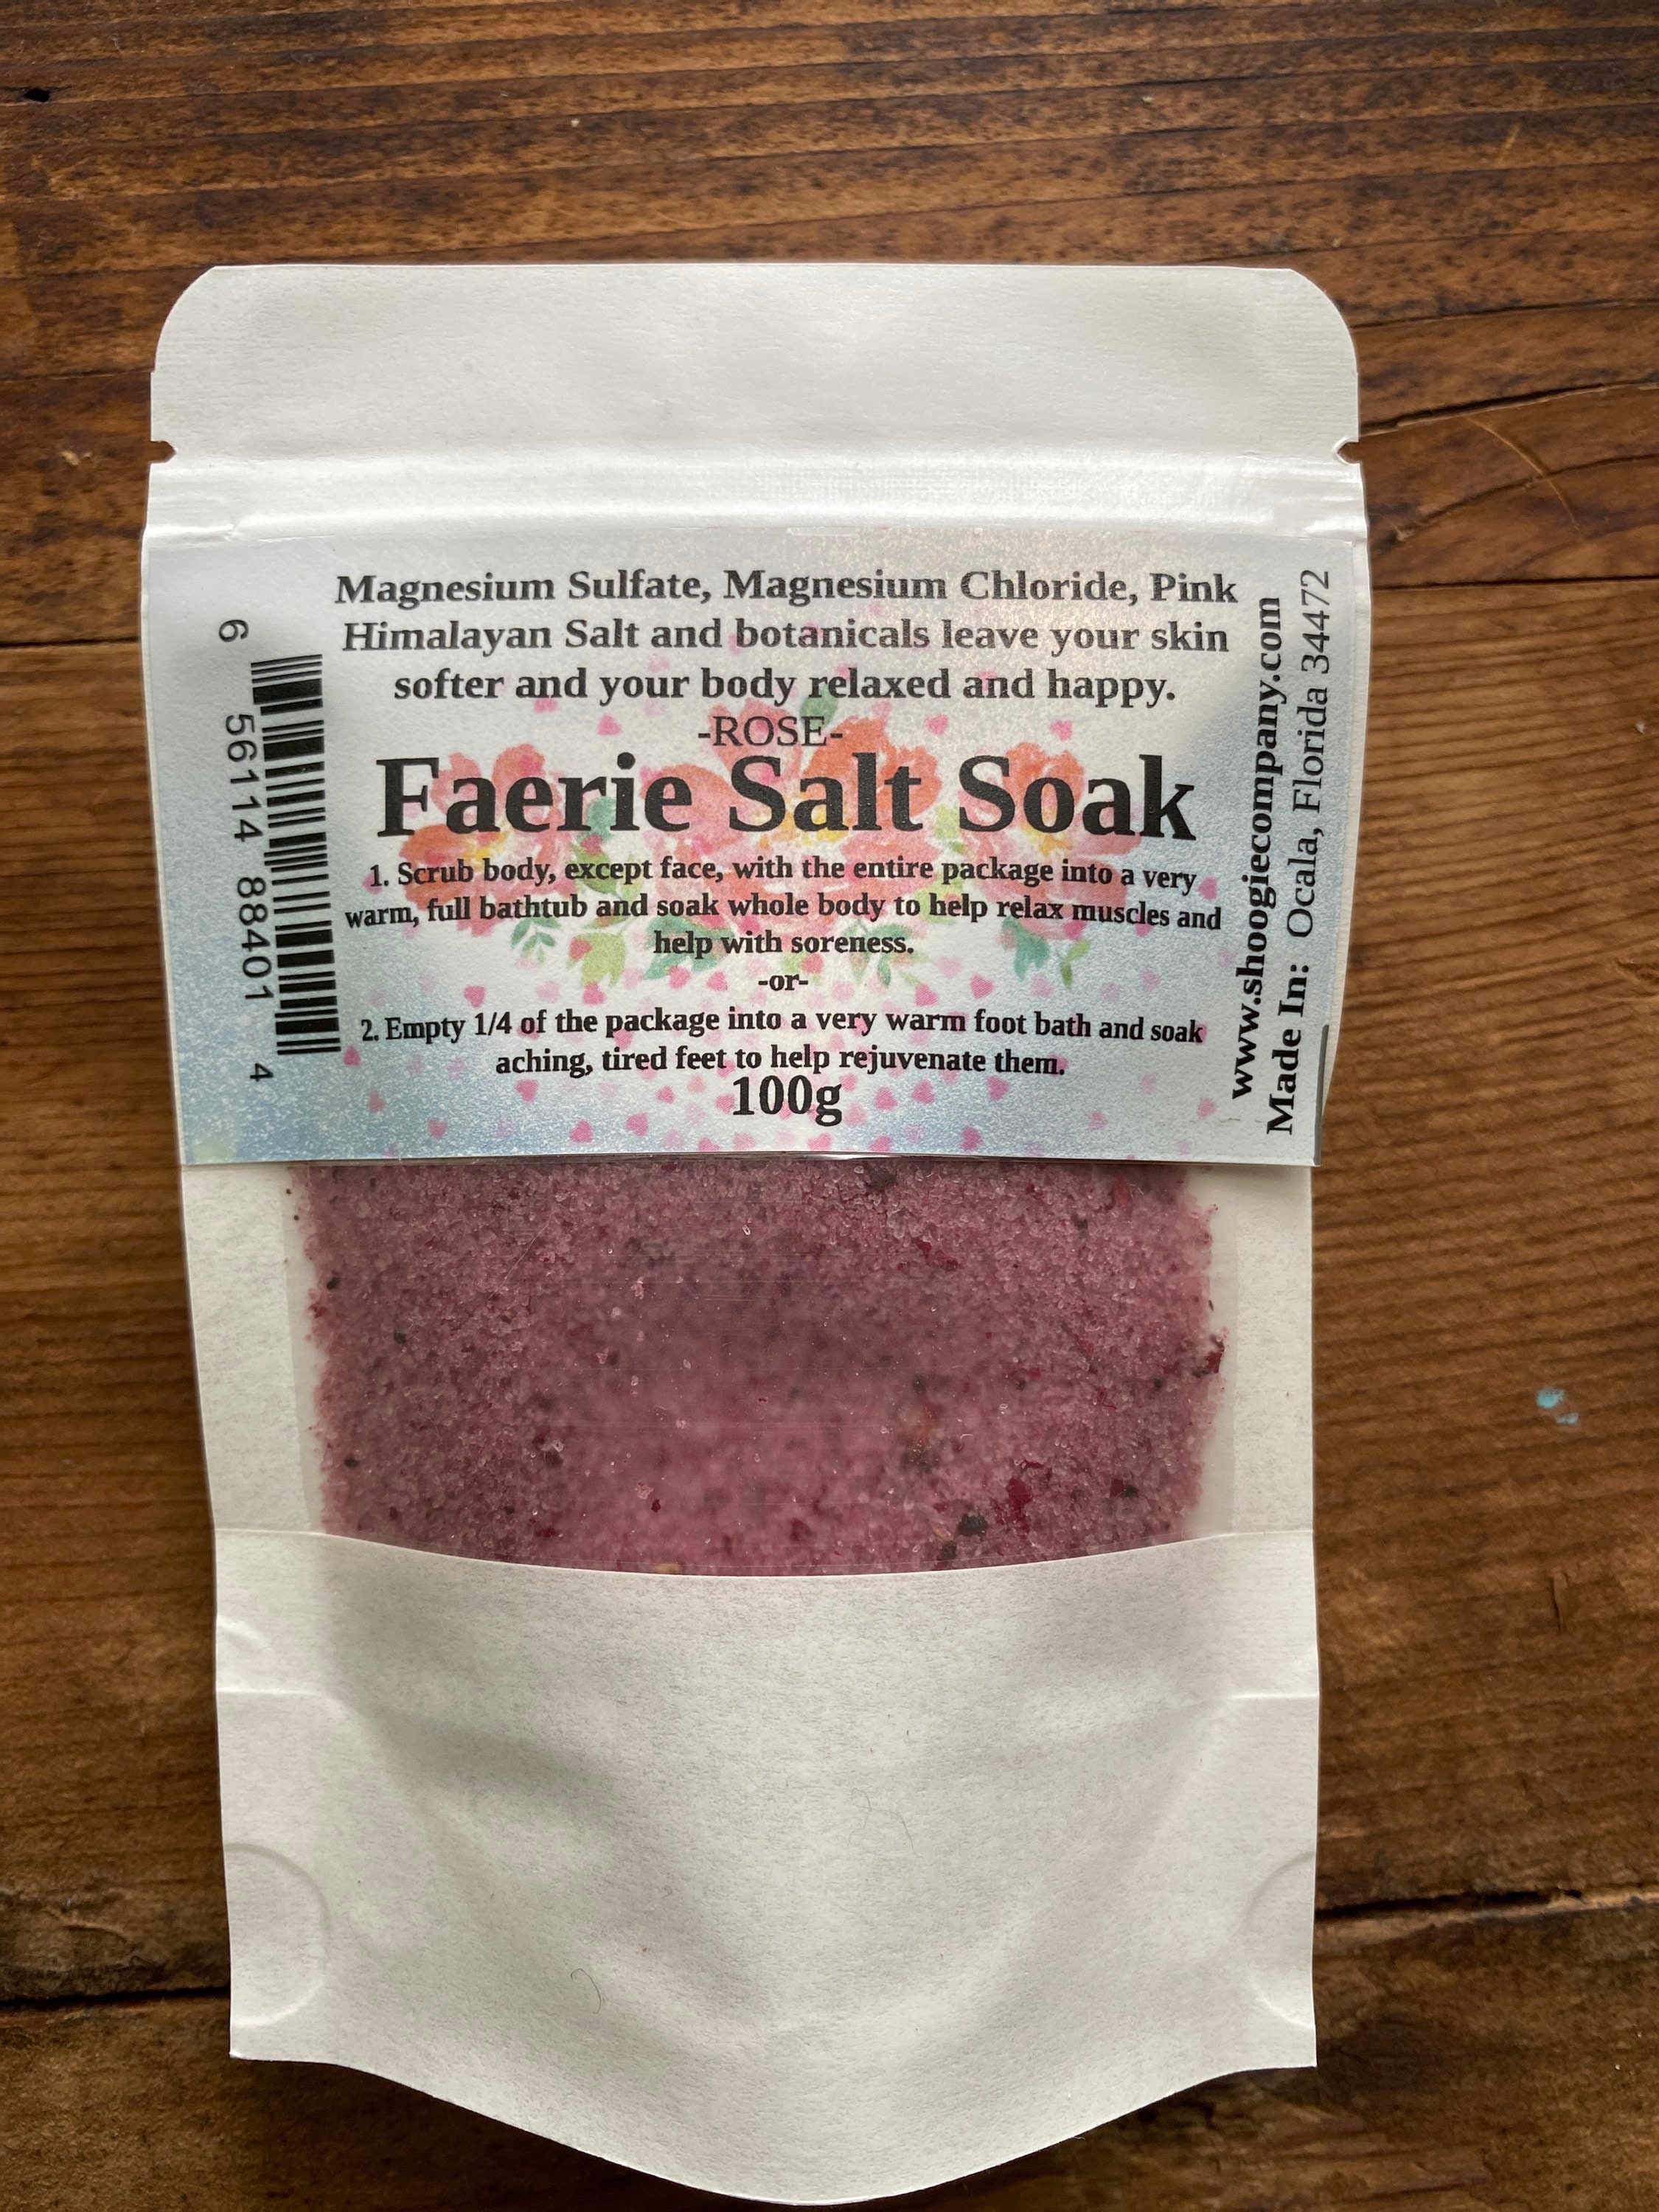 Magnesium Sulfate, Magnesium Chloride, Pink
Himalayan Salt and botanicals leave your skin
softer and your body relaxed and happy.
-ROSE-
Faerie Salt Soak
1. Scrub body, except face, with the entire package into a very
warm, full bathtub and soak whole body to help relax muscles and
help with soreness.
-or-
2. Empty 1/4 of the package into a very warm foot bath and soak
aching, tired feet to help rejuvenate them.
100g
6 56114 88401 4
www.shoogiecompany.com
Made In: Ocala, Florida 34472